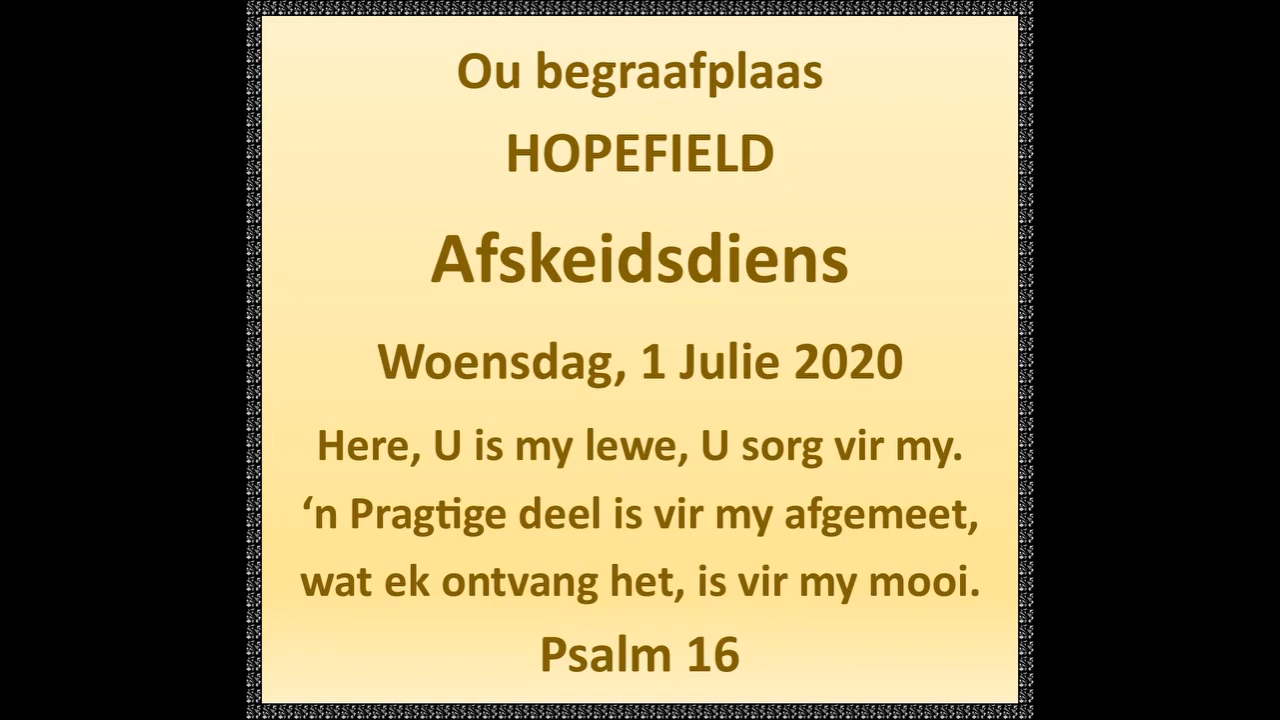 Ou begraafplaas
HOPEFIELD
Afskeidsdiens
Woensdag, 1 Julie 2020
Here, U is my lewe, U sorg vir my.
‘n Pragtige deel is vir my afgemeet,
wat ek ontvang het, is vir my mooi.
Psalm 16